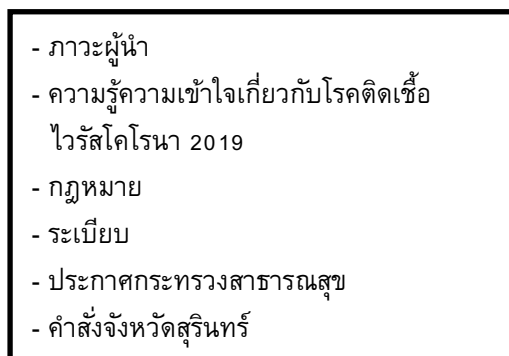 - ภาวะผู้นำ
- ความรู้ความเข้าใจเกี่ยวกับโรคติดเชื้อ
ไวรัสโคโรนา 2019
- กฎหมาย
- ระเบียบ
- ประกาศกระทรวงสาธารณสุข
- คำสั่งจังหวัดสุรินทร์